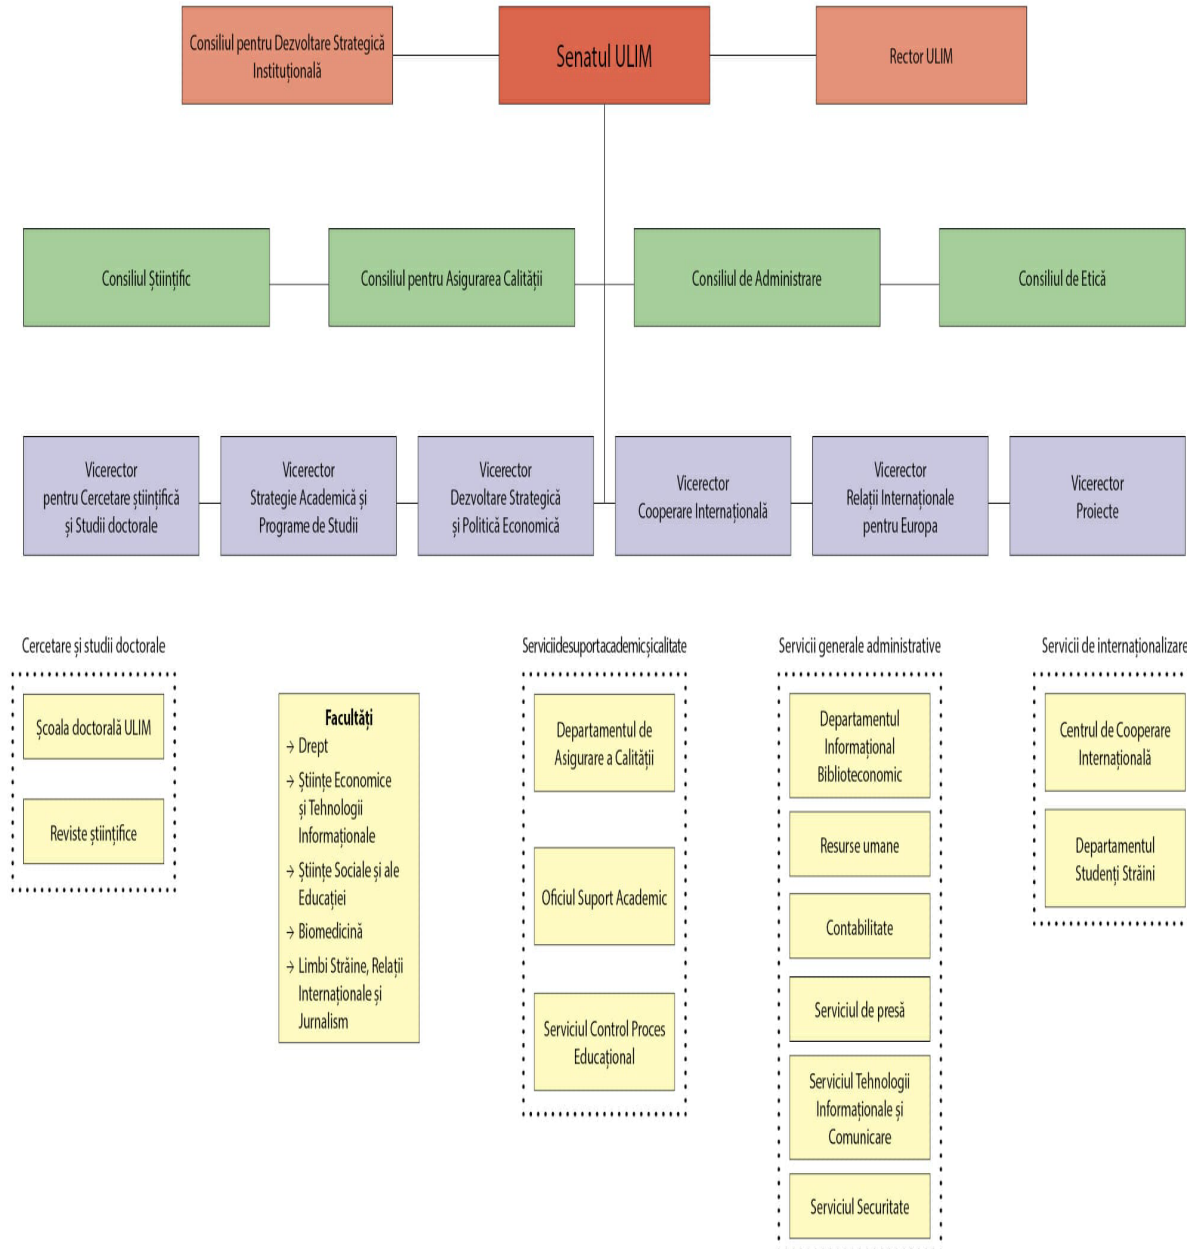 Consiliul pentru Dezvoltare Strategică
Instituțională
Senatul ULIM
Rector ULIM
Consiliul Științific
Consiliul pentru Asigurarea Calității
Consiliul de Administrare
Consiliul de Etică
Vicerector
pentru Cercetare științifică
și Studii doctorale
Vicerector
Strategie Academică și
Programe de Studii
Vicerector
Dezvoltare Strategică
și Politică Economică
Vicerector
Cooperare Internațională
Vicerector
Relații Internaționale
pentru Europa
Vicerector
Proiecte
Cercetare și studii doctorale
Școala doctorală ULIM
Reviste științifice
Facultăți
→ Drept
→ Științe Economice
și Tehnologii
Informaționale
→ Științe Sociale și ale
Educației
→ Biomedicină
→ Limbi Străine, Relații
Internaționale și
Jurnalism
Serviciidesuportacademicșicalitate
Departamentul de
Asigurare a Calității
Oficiul Suport Academic
Serviciul Control Proces
Educațional
Servicii generale administrative
Departamentul
Informațional
Biblioteconomic
Resurse umane
Contabilitate
Serviciul de presă
Serviciul Tehnologii
Informaționale și
Comunicare
Serviciul Securitate
Servicii de internaționalizare
Centrul de Cooperare
Internațională
Departamentul
Studenți Străini